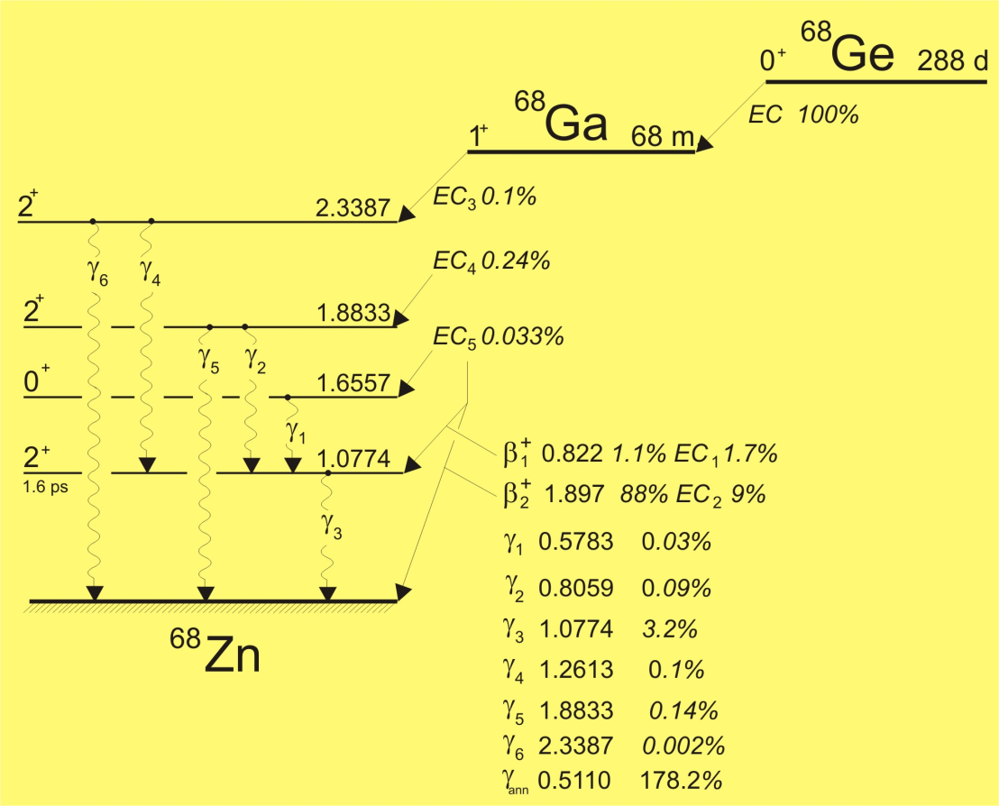 0⁺ ⁶⁸Ge 288 d
EC 100%
1⁺ ⁶⁸Ga 68 m
EC₃ 0.1%
2⁺ 2.3387
EC₄ 0.24%
γ₆ γ₄
2⁺ 1.8833
EC₅ 0.033%
γ₅ γ₂
0⁺ 1.6557
γ₁
2⁺ 1.0774
1.6 ps
β₁⁺ 0.822 1.1% EC₁ 1.7%
β₂⁺ 1.897 88% EC₂ 9%
γ₃
γ₁ 0.5783 0.03%
γ₂ 0.8059 0.09%
γ₃ 1.0774 3.2%
γ₄ 1.2613 0.1%
γ₅ 1.8833 0.14%
γ₆ 2.3387 0.002%
γann 0.5110 178.2%
⁶⁸Zn